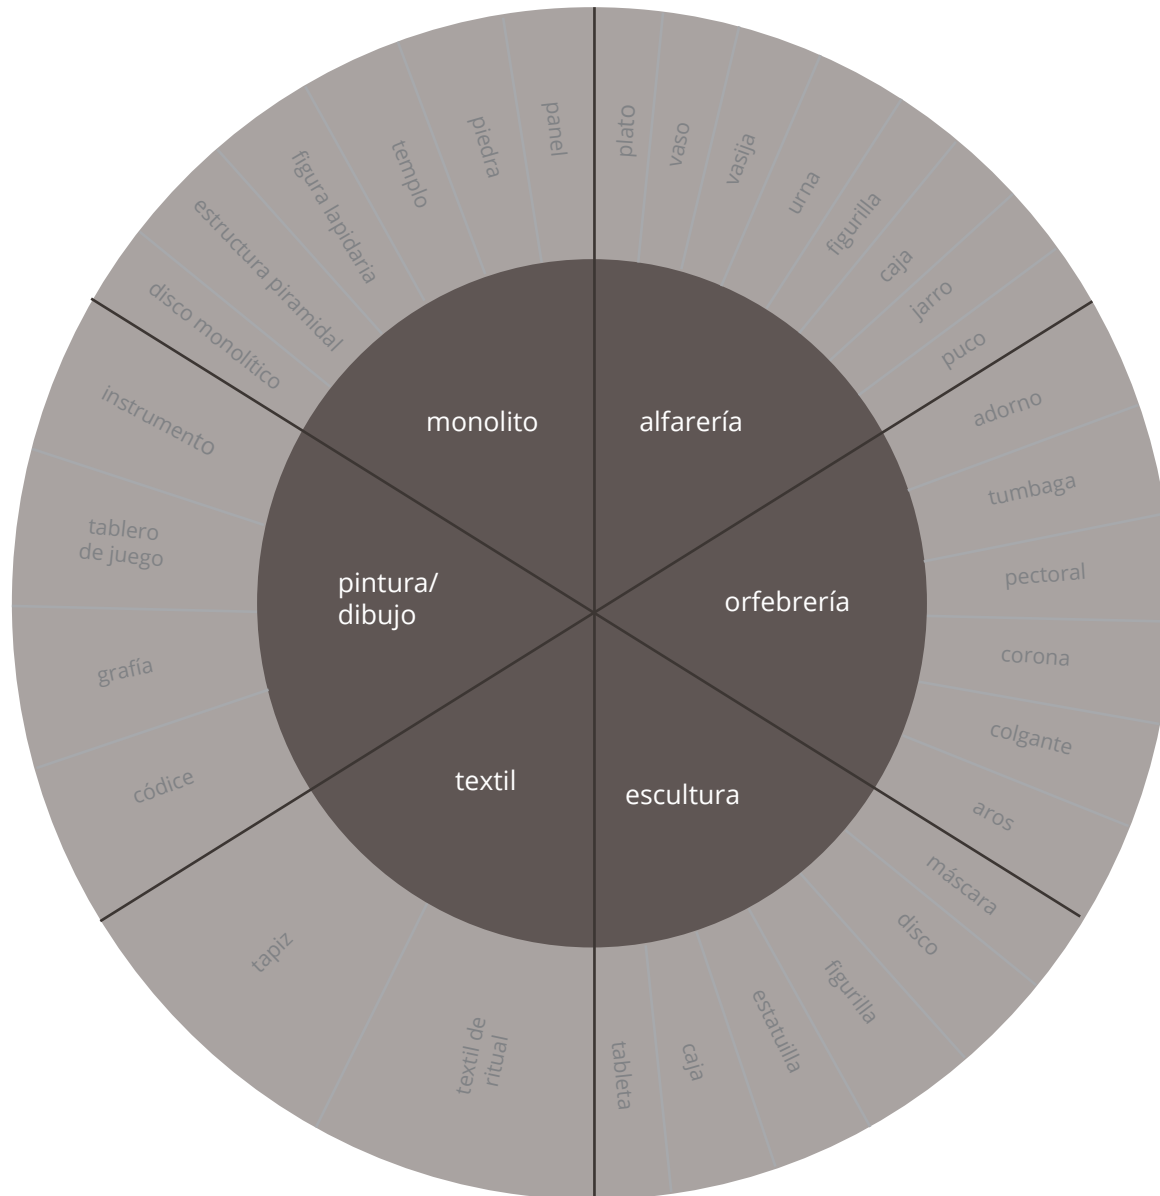 monolito
alfarería
orfebrería
escultura
textil
pintura/
dibujo
plato
vaso
vasija
urna
figurilla
caja
jarro
puco
adorno
tumbaga
pectoral
corona
colgante
aros
máscara
disco
figurilla
estatuilla
caja
tableta
textil de
ritual
tapiz
códice
grafía
tablero
de juego
instrumento
disco monolítico
estructura piramidal
figura lapidaria
templo
piedra
panel